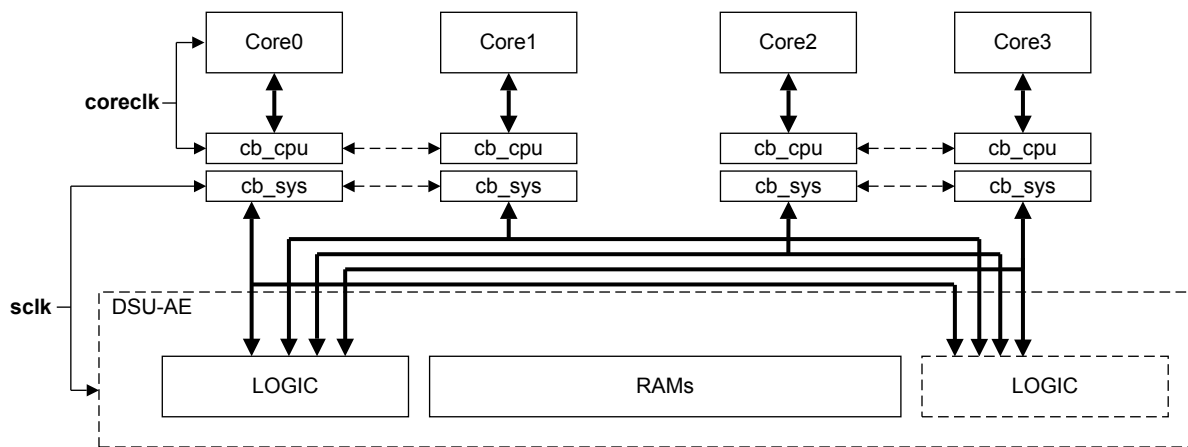 Core0
Core1
Core2
Core3
coreclk
cb_cpu
cb_cpu
cb_cpu
cb_cpu
cb_sys
cb_sys
cb_sys
cb_sys
sclk
DSU-AE
LOGIC
RAMs
LOGIC